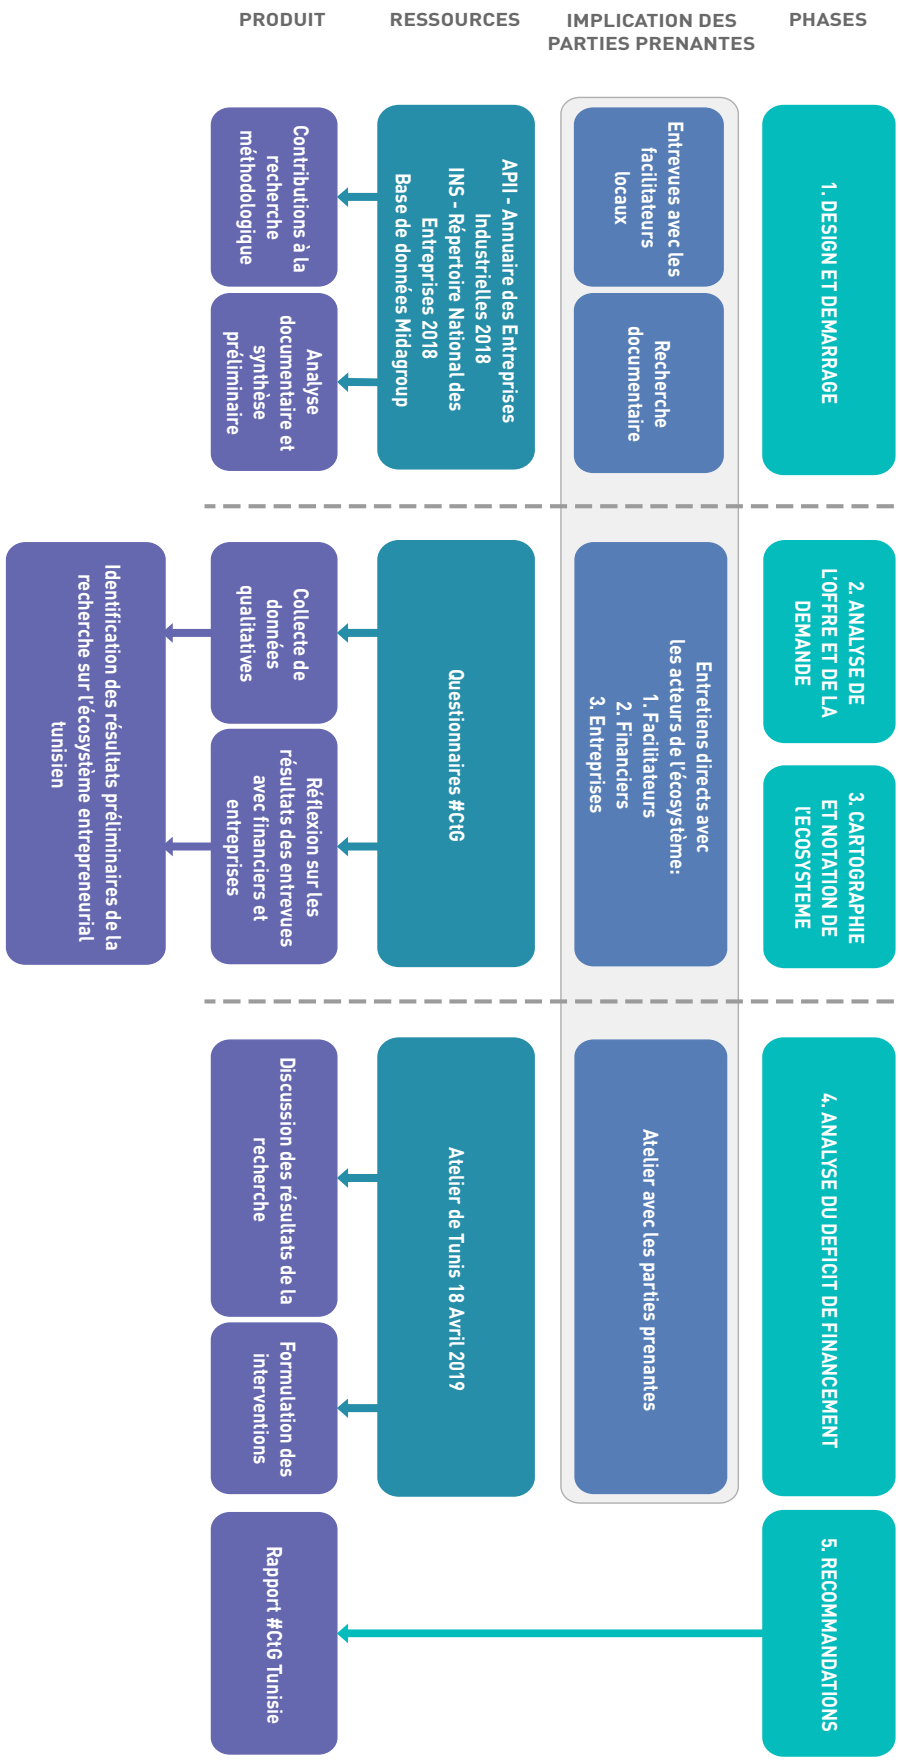 PRODUIT
RESSOURCES
IMPLICATION DES
PARTIES PRENANTES
PHASES
1. DESIGN ET DEMARRAGE
Entrevues avec les
facilitateurs
locaux
Recherche
documentaire
APII - Annuaire des Entreprises
Industrielles 2018
INS - Répertoire National des
Entreprises 2018
Base de données Midagroup
Contributions à la
recherche
méthodologique
Analyse
documentaire et
synthèse
préliminaire
2. ANALYSE DE
L'OFFRE ET DE LA
DEMANDE
3. CARTOGRAPHIE
ET NOTATION DE
l'ECOSYSTEME
Entretiens directs avec
les acteurs de l'écosystème:
1. Facilitateurs
2. Financiers
3. Entreprises
Questionnaires #CtG
Collecte de
données
qualitatives
Réflexion sur les
résultats des entrevues
avec financiers et
entreprises
Identification des résultats préliminaires de la
recherche sur l'écosystème entrepreneurial
tunisien
4. ANALYSE DU DEFICIT DE FINANCEMENT
Atelier avec les parties prenantes
Atelier de Tunis 18 Avril 2019
Discussion des résultats de la
recherche
Formulation des
interventions
5. RECOMMANDATIONS
Rapport #CtG Tunisie